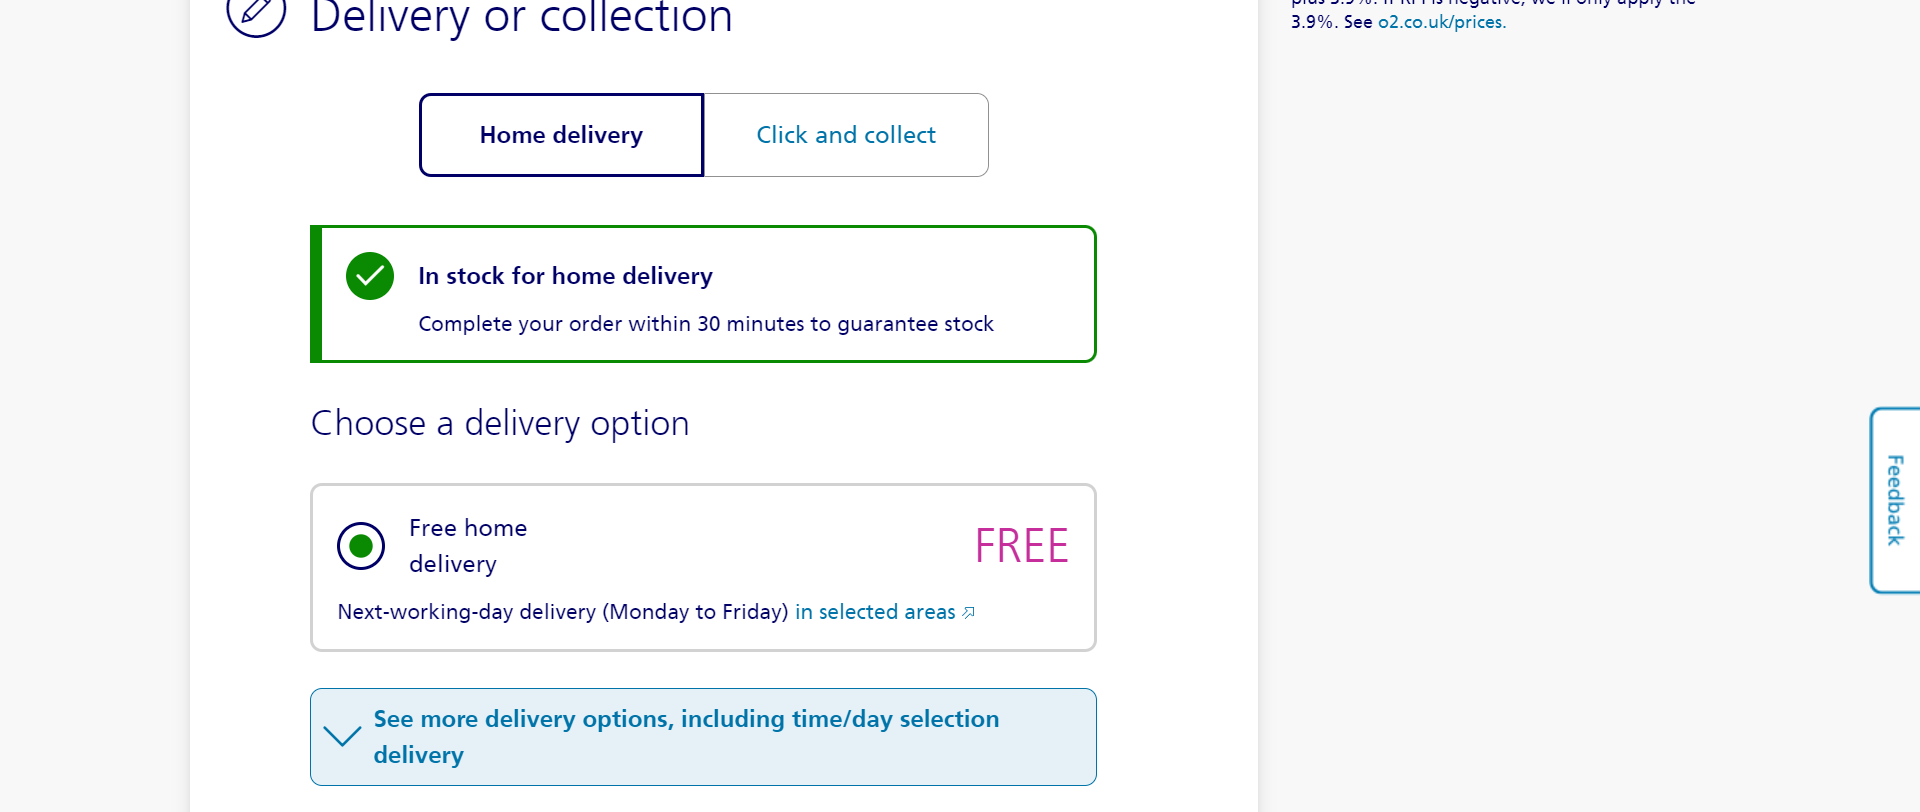 Delivery or collection
3.9%. See o2.co.uk/prices.
Home delivery
Click and collect
In stock for home delivery
Complete your order within 30 minutes to guarantee stock
Choose a delivery option
Free home
delivery
FREE
Next-working-day delivery (Monday to Friday) in selected areas
See more delivery options, including time/day selection
delivery
Feedback